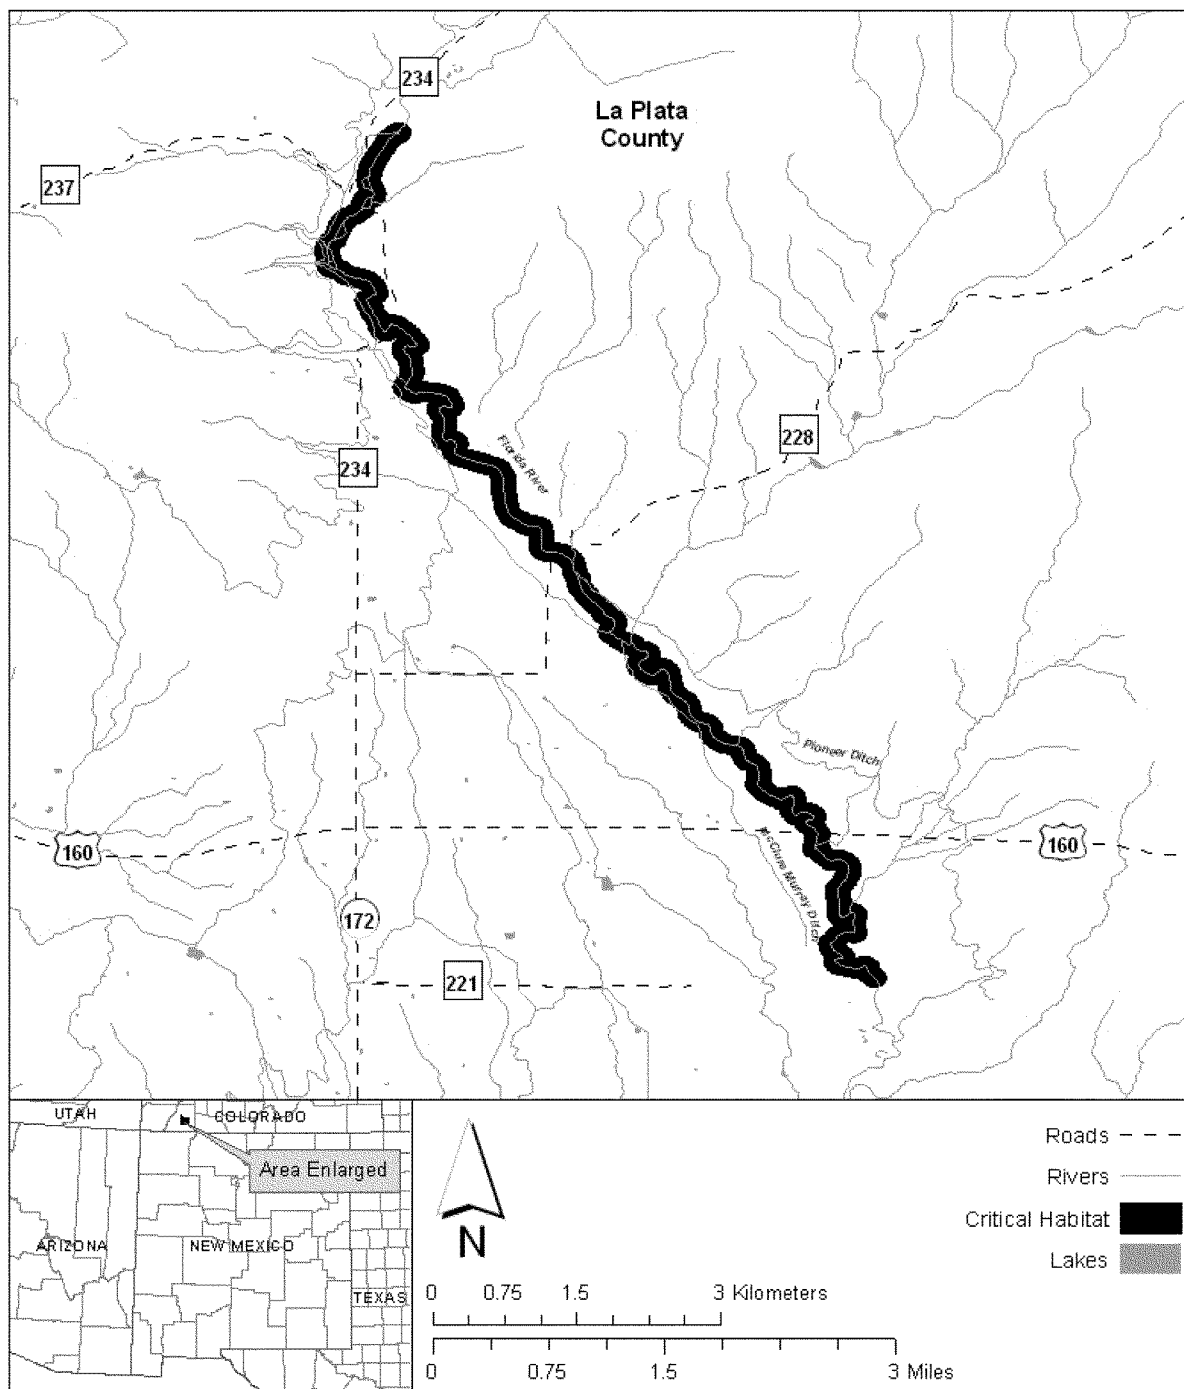 234
La Plata
County
237
228
Florida River
234
Pioneer Ditch
160
McClure Murray Ditch
160
172
221
UTAH
COLORADO
Area Enlarged
ARIZONA
NEW MEXICO
TEXAS
N
Roads
Rivers
Critical Habitat
Lakes
0 0.75 1.5 3 Kilometers
0 0.75 1.5 3 Miles